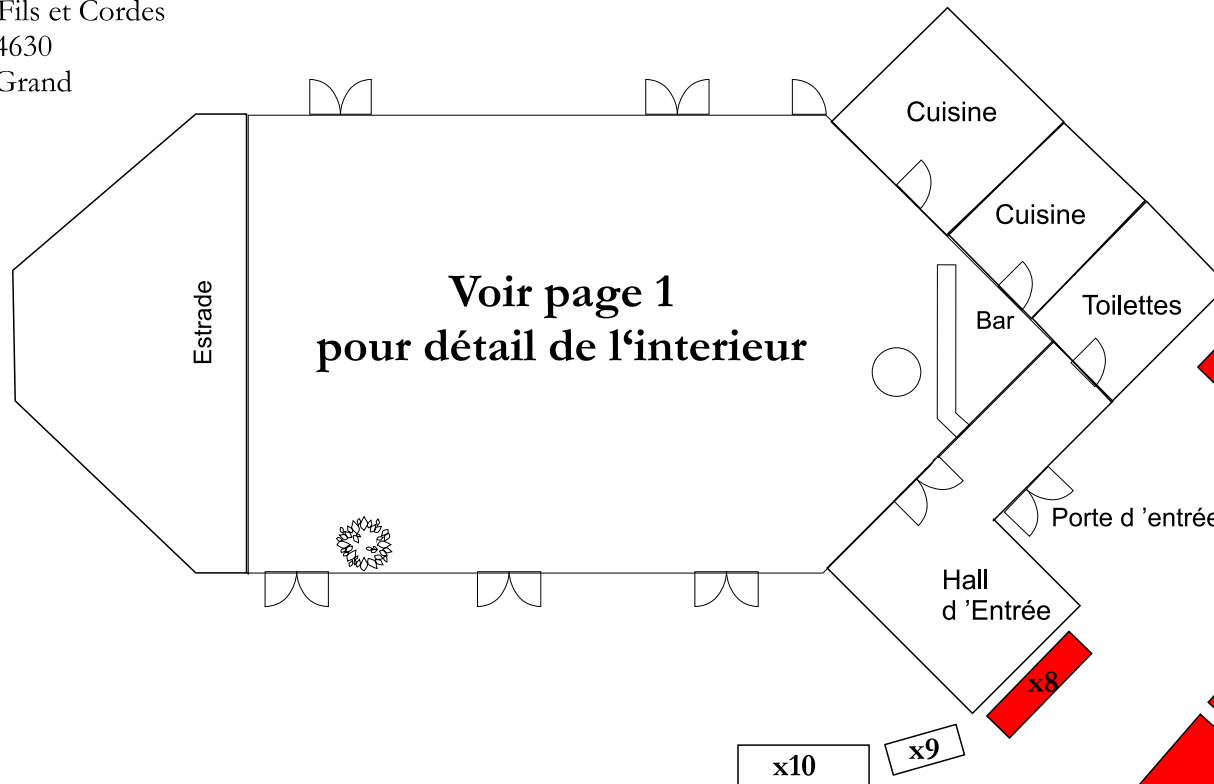 Fils et Cordes
4630
Grand
Cuisine
Cuisine
Toilettes
Bar
Estrade
Voir page 1
pour détail de l‘interieur
Porte d ’entrée
Hall
d ’Entrée
x8
x9
x10